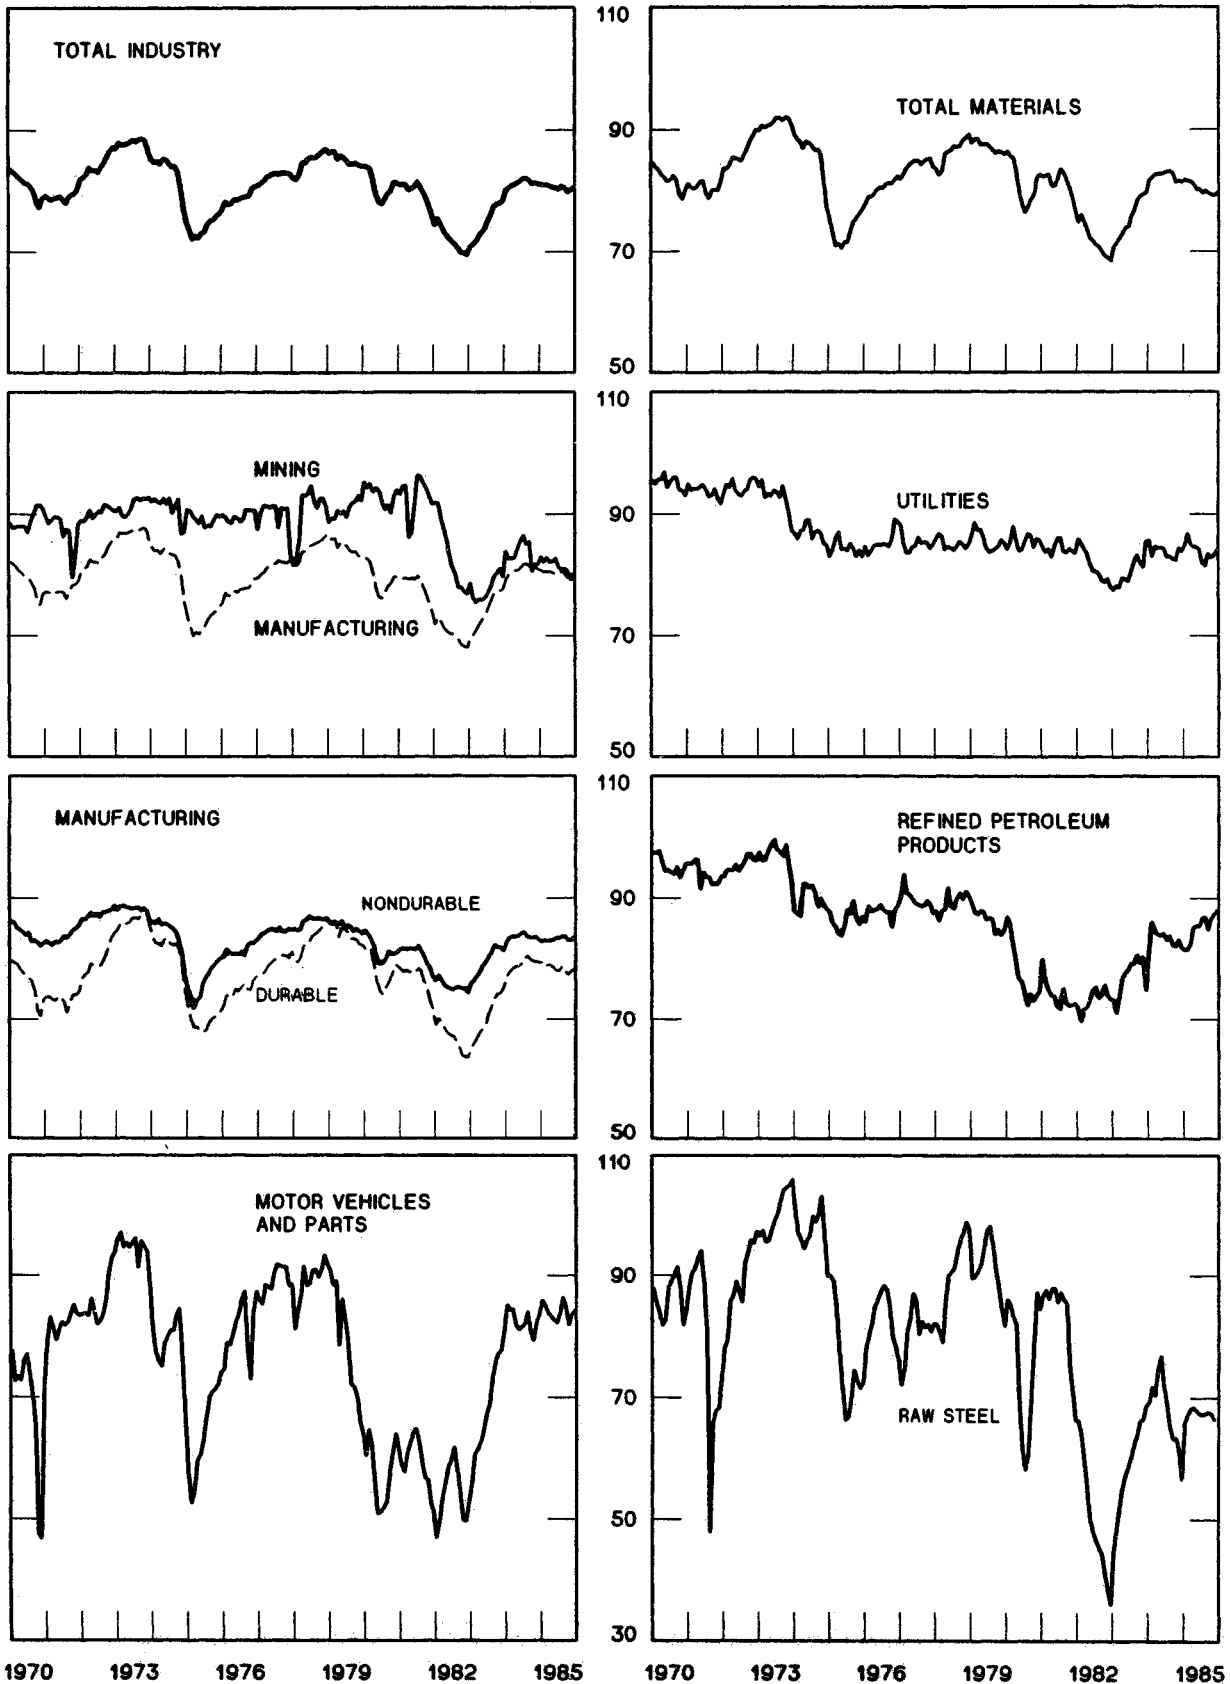 TOTAL INDUSTRY
110
TOTAL MATERIALS
90
70
50
MINING
MANUFACTURING
110
UTILITIES
90
70
50
MANUFACTURING
NONDURABLE
DURABLE
110
REFINED PETROLEUM
PRODUCTS
90
70
50
MOTOR VEHICLES
AND PARTS
110
90
70
RAW STEEL
50
30
1970 1973 1976 1979 1982 1985
1970 1973 1976 1979 1982 1985